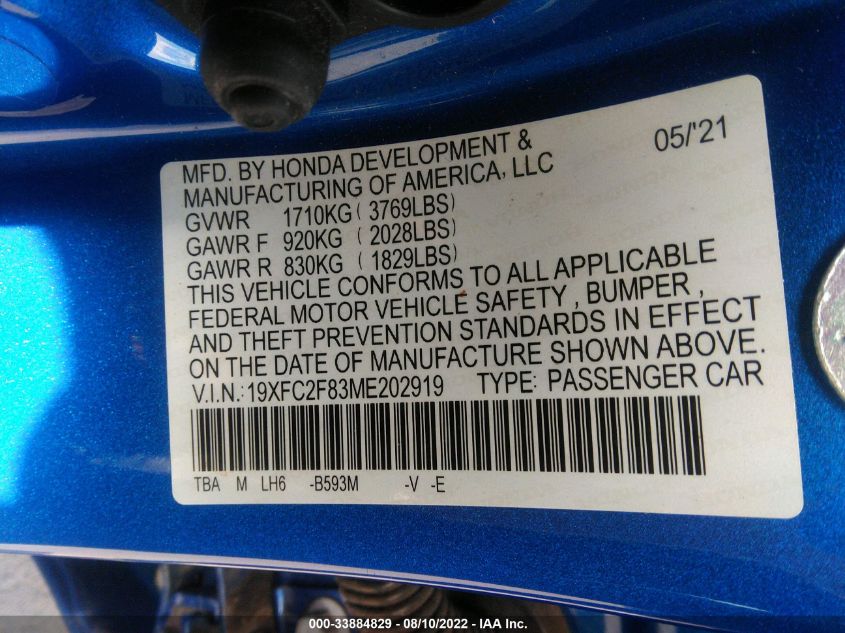 05/'21
MFD. BY HONDA DEVELOPMENT &
MANUFACTURING OF AMERICA, LLC
GVWR 1710KG ( 3769LBS)
GAWR F 920KG ( 2028LBS)
GAWR R 830KG ( 1829LBS)
THIS VEHICLE CONFORMS TO ALL APPLICABLE
FEDERAL MOTOR VEHICLE SAFETY , BUMPER ,
AND THEFT PREVENTION STANDARDS IN EFFECT
ON THE DATE OF MANUFACTURE SHOWN ABOVE.
V.I.N.:19XFC2F83ME202919 TYPE: PASSENGER CAR
TBA M LH6 -B593M -V -E
000-33884829 - 08/10/2022 - IAA Inc.